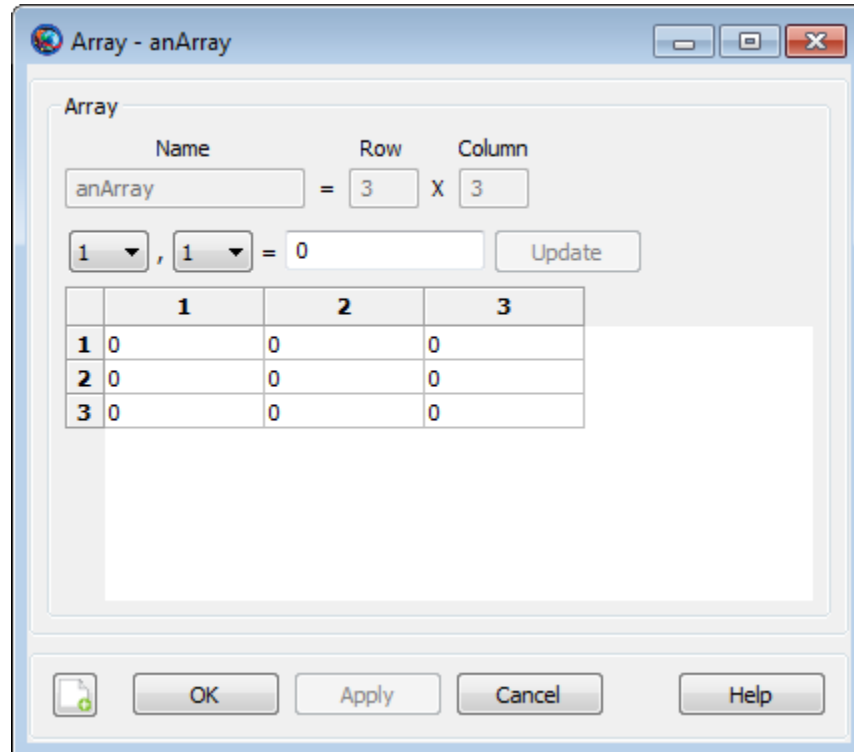 Array - anArray
Array
Name Row Column
anArray = 3 X 3
1 , 1 = 0 Update
1 2 3
1 0 0 0
2 0 0 0
3 0 0 0
OK Apply Cancel Help